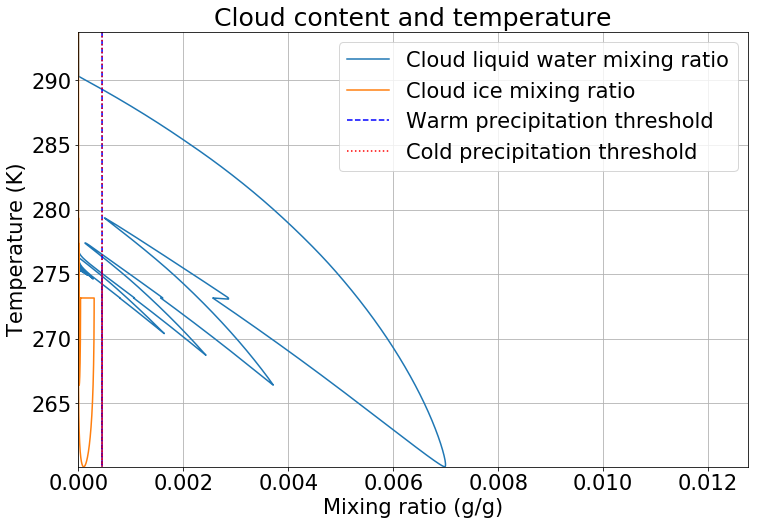 Cloud content and temperature
Cloud liquid water mixing ratio
Cloud ice mixing ratio
Warm precipitation threshold
Cold precipitation threshold
Temperature (K)
290
285
280
275
270
265
0.000 0.002 0.004 0.006 0.008 0.010 0.012
Mixing ratio (g/g)